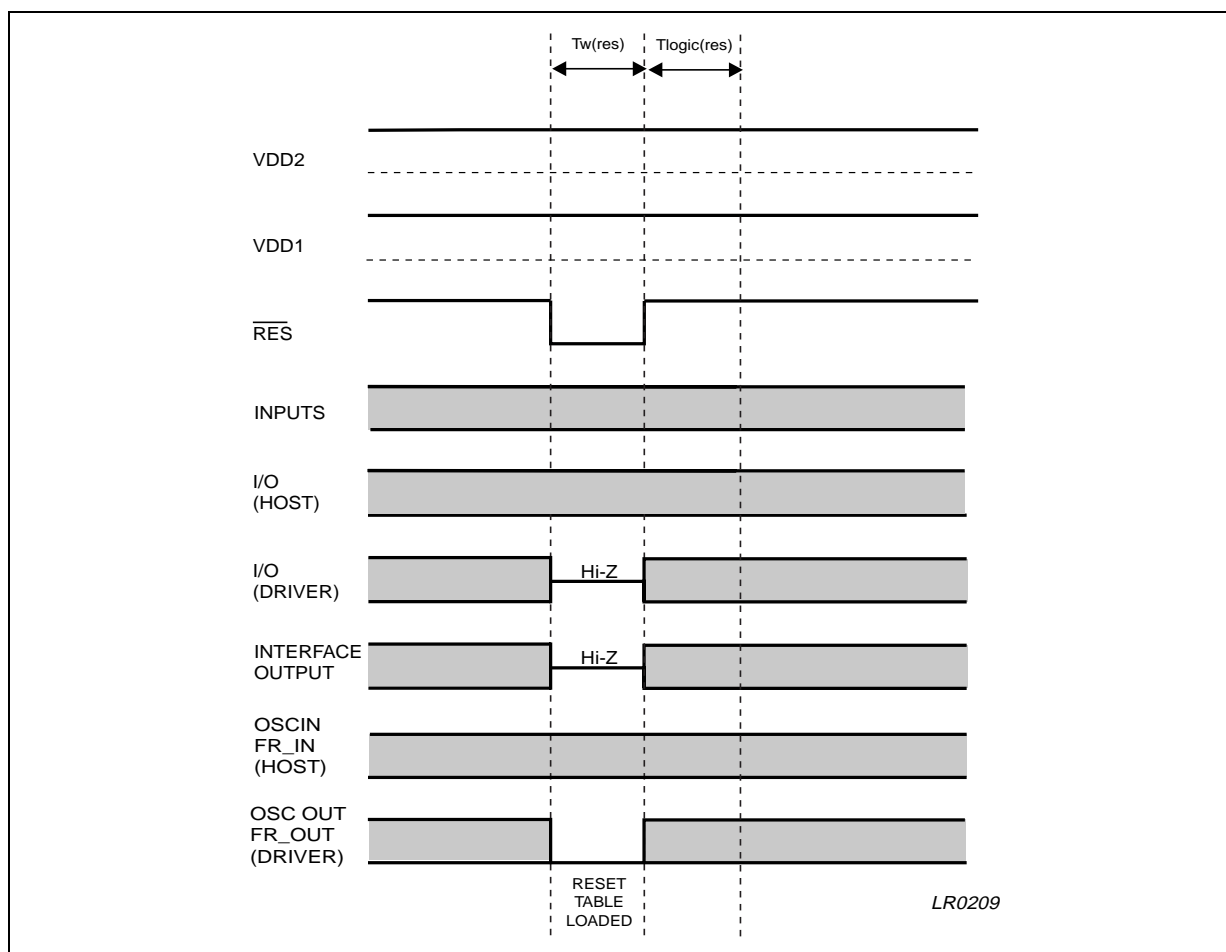 Tw(res) Tlogic(res)
VDD2
VDD1
RES
INPUTS
I/O
(HOST)
I/O
(DRIVER)
Hi-Z
INTERFACE
OUTPUT
Hi-Z
OSCIN
FR_IN
(HOST)
OSC OUT
FR_OUT
(DRIVER)
RESET
TABLE
LOADED
LR0209